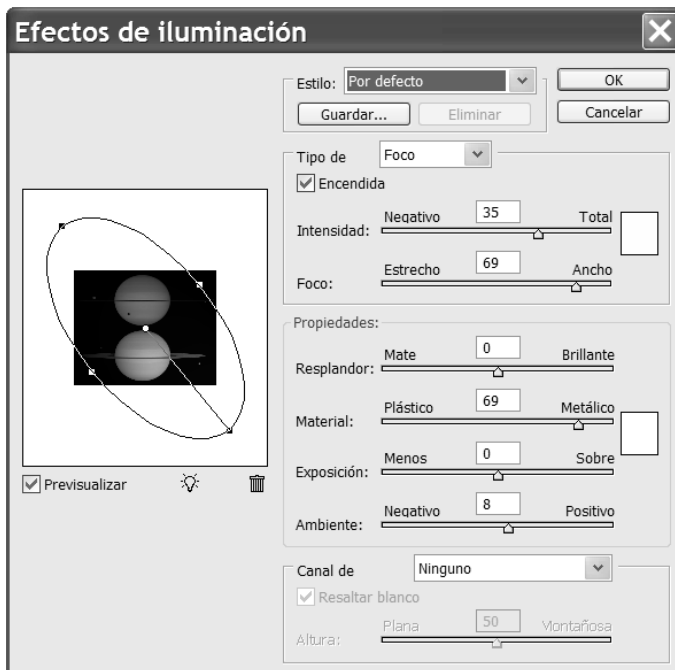 Efectos de iluminación
Estilo: Por defecto
OK
Guardar... Eliminar
Cancelar
Tipo de Foco
Encendida
Negativo 35 Total
Intensidad:
Estrecho 69 Ancho
Foco:
Propiedades:
Mate 0 Brillante
Resplandor:
Plástico 69 Metálico
Material:
Menos 0 Sobre
Exposición:
Negativo 8 Positivo
Ambiente:
Previsualizar
Canal de Ninguno
Resaltar blanco
Plana 50 Montañosa
Altura: